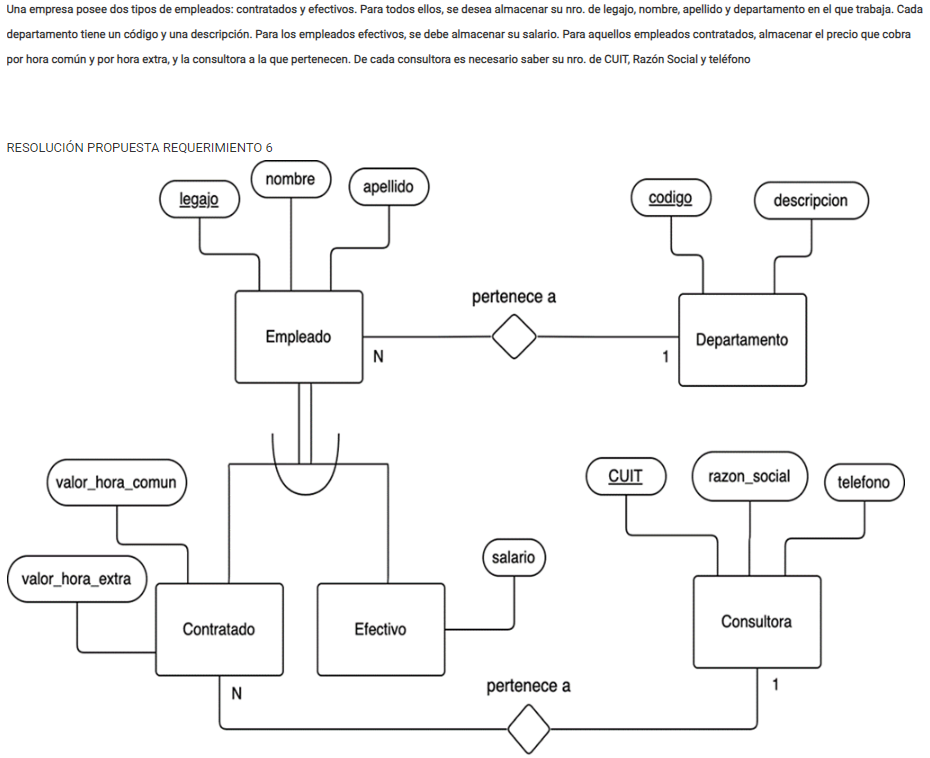 Una empresa posee dos tipos de empleados: contratados y efectivos. Para todos ellos, se desea almacenar su nro. de legajo, nombre, apellido y departamento en el que trabaja. Cada
departamento tiene un código y una descripción. Para los empleados efectivos, se debe almacenar su salario. Para aquellos empleados contratados, almacenar el precio que cobra
por hora común y por hora extra, y la consultora a la que pertenecen. De cada consultora es necesario saber su nro. de CUIT, Razón Social y teléfono
RESOLUCIÓN PROPUESTA REQUERIMIENTO 6
legajo
nombre
apellido
codigo
descripcion
pertenece a
Empleado
N
1
Departamento
valor_hora_comun
valor_hora_extra
CUIT
razon_social
telefono
salario
Contratado
Efectivo
Consultora
N
pertenece a
1